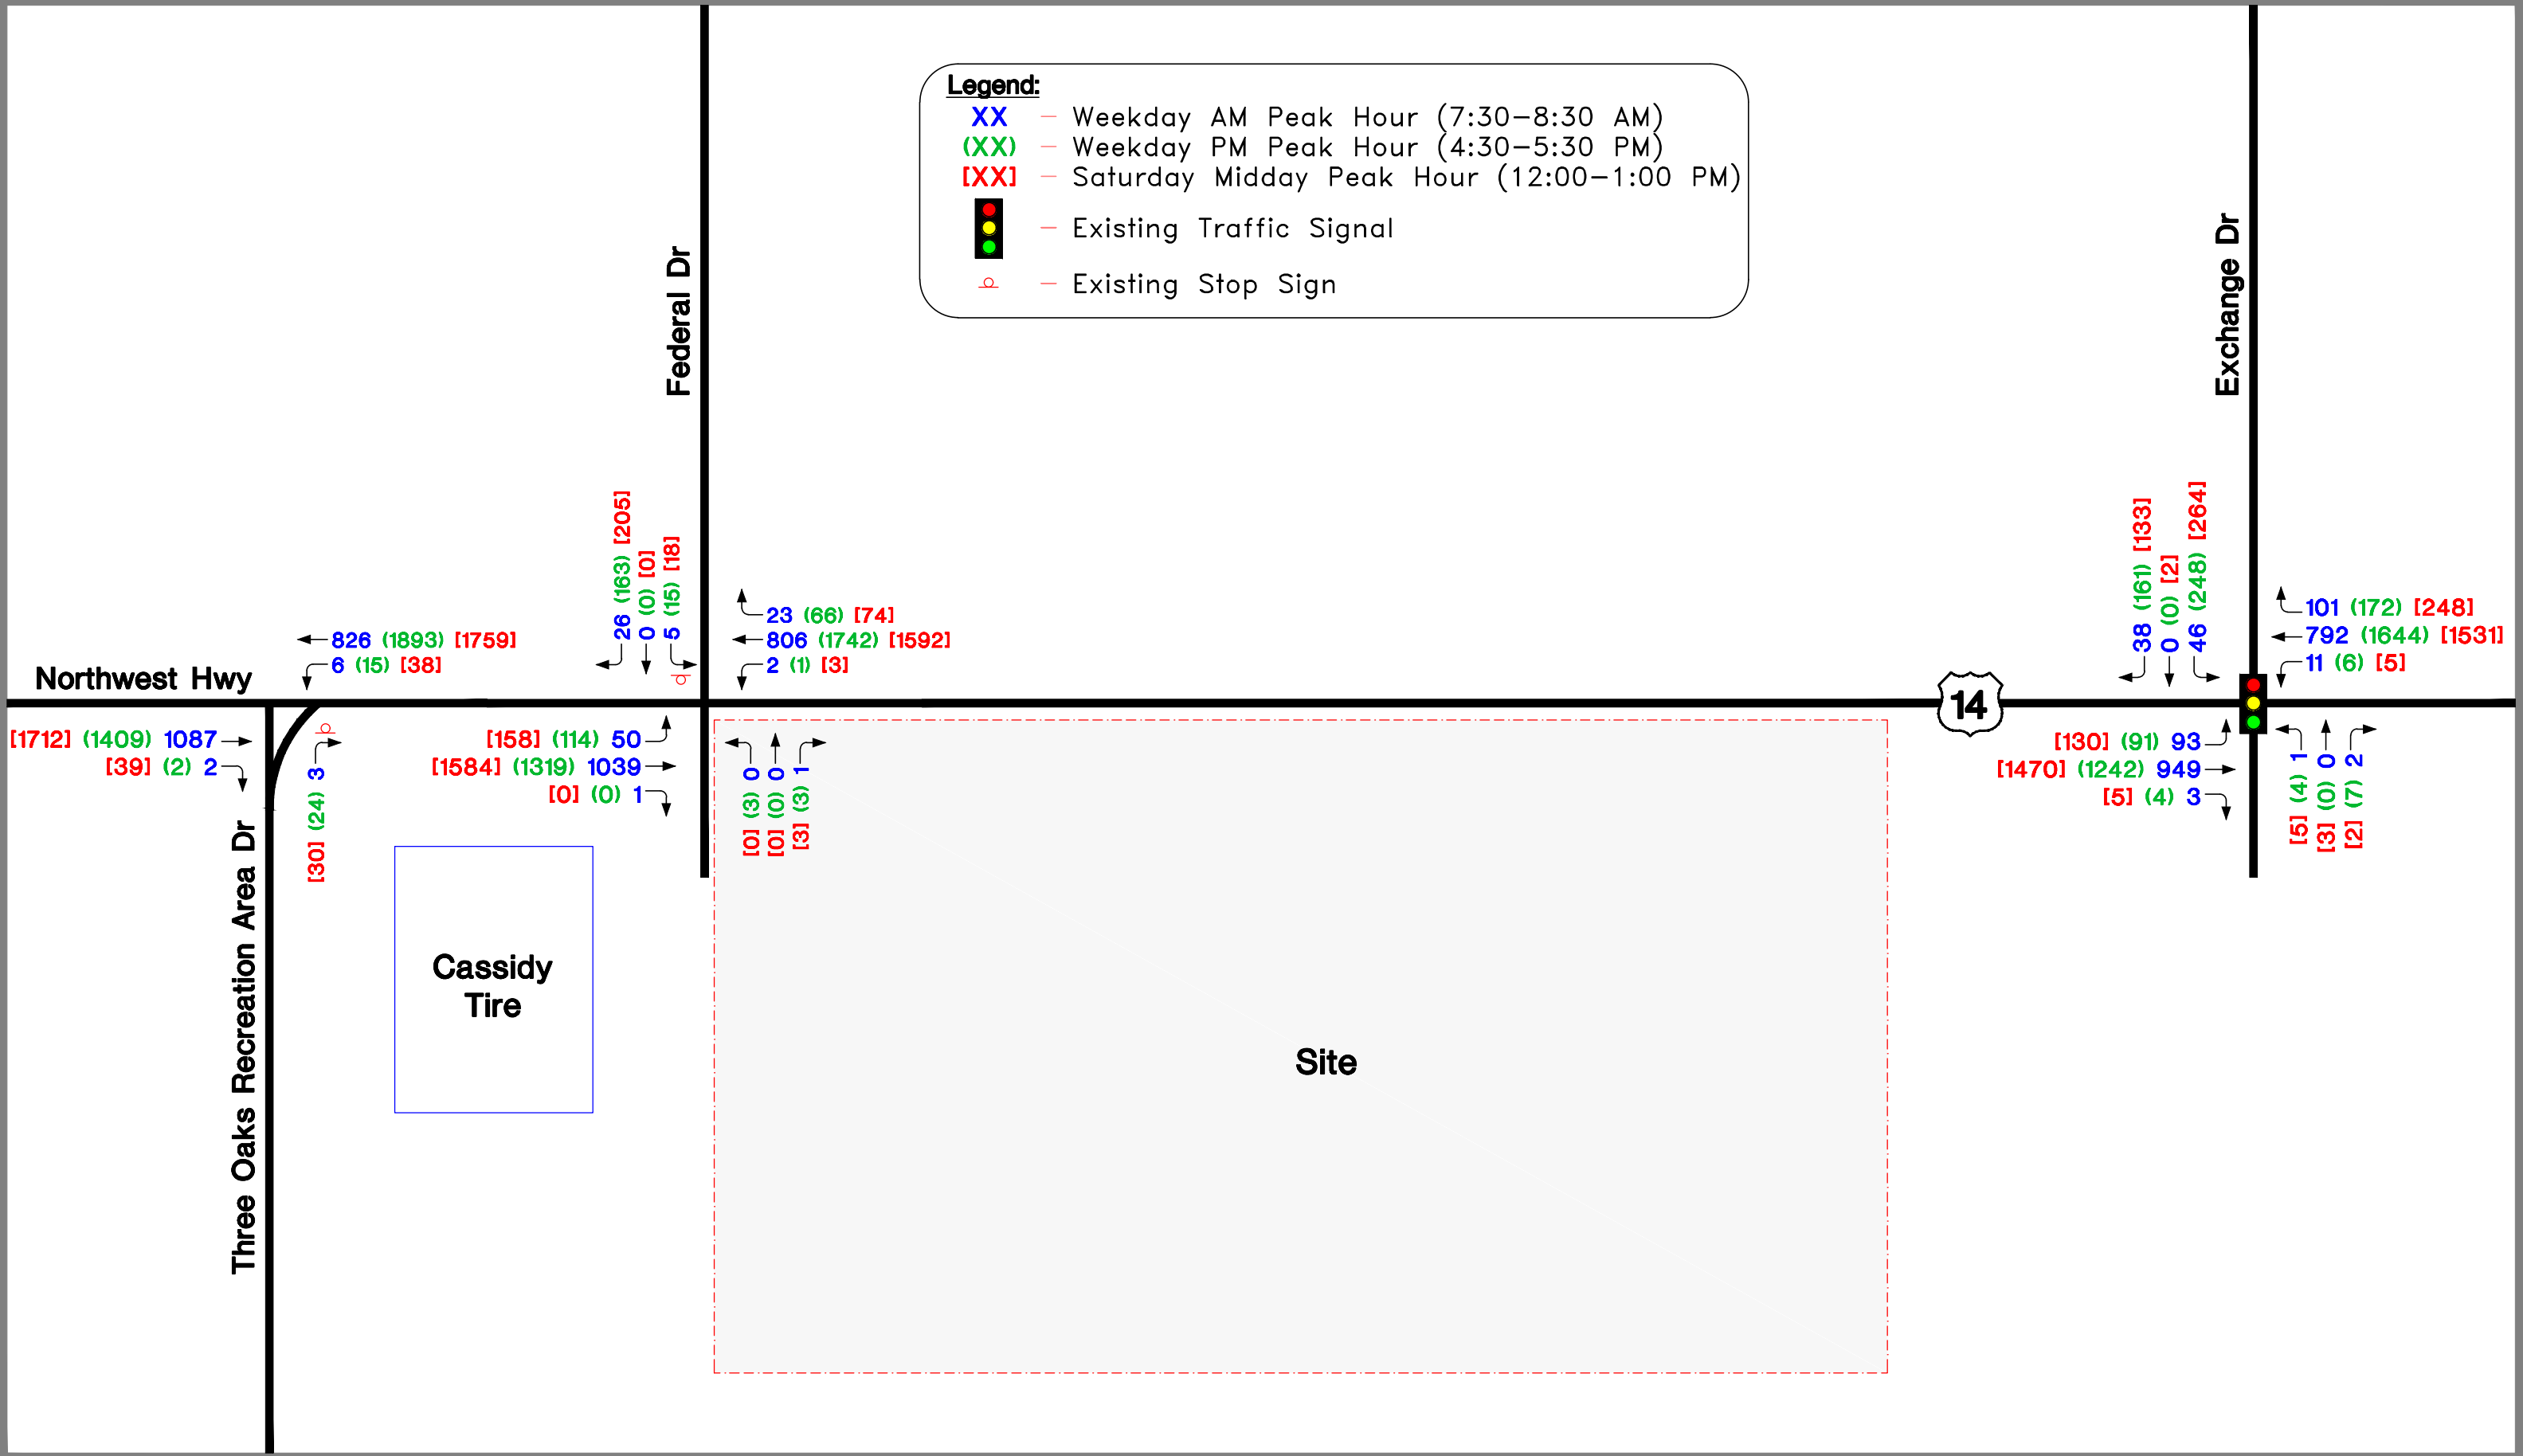 Legend:
XX — Weekday AM Peak Hour (7:30-8:30 AM)
(XX) — Weekday PM Peak Hour (4:30-5:30 PM)
[XX] — Saturday Midday Peak Hour (12:00-1:00 PM)
— Existing Traffic Signal
— Existing Stop Sign
Federal Dr
Exchange Dr
26 (163) [205]
0 (0) [0]
5 (15) [18]
38 (161) [133]
0 (0) [2]
46 (248) [264]
23 (66) [74]
806 (1742) [1592]
2 (1) [3]
101 (172) [248]
792 (1644) [1531]
11 (6) [5]
826 (1893) [1759]
6 (15) [38]
Northwest Hwy
14
[1712] (1409) 1087
[39] (2) 2
[30] (24) 3
[158] (114) 50
[1584] (1319) 1039
[0] (0) 1
[0] (3) 0
[0] (0) 0
[3] (3) 1
[130] (91) 93
[1470] (1242) 949
[5] (4) 3
[5] (4) 1
[3] (0) 0
[2] (7) 2
Three Oaks Recreation Area Dr
Cassidy
Tire
Site